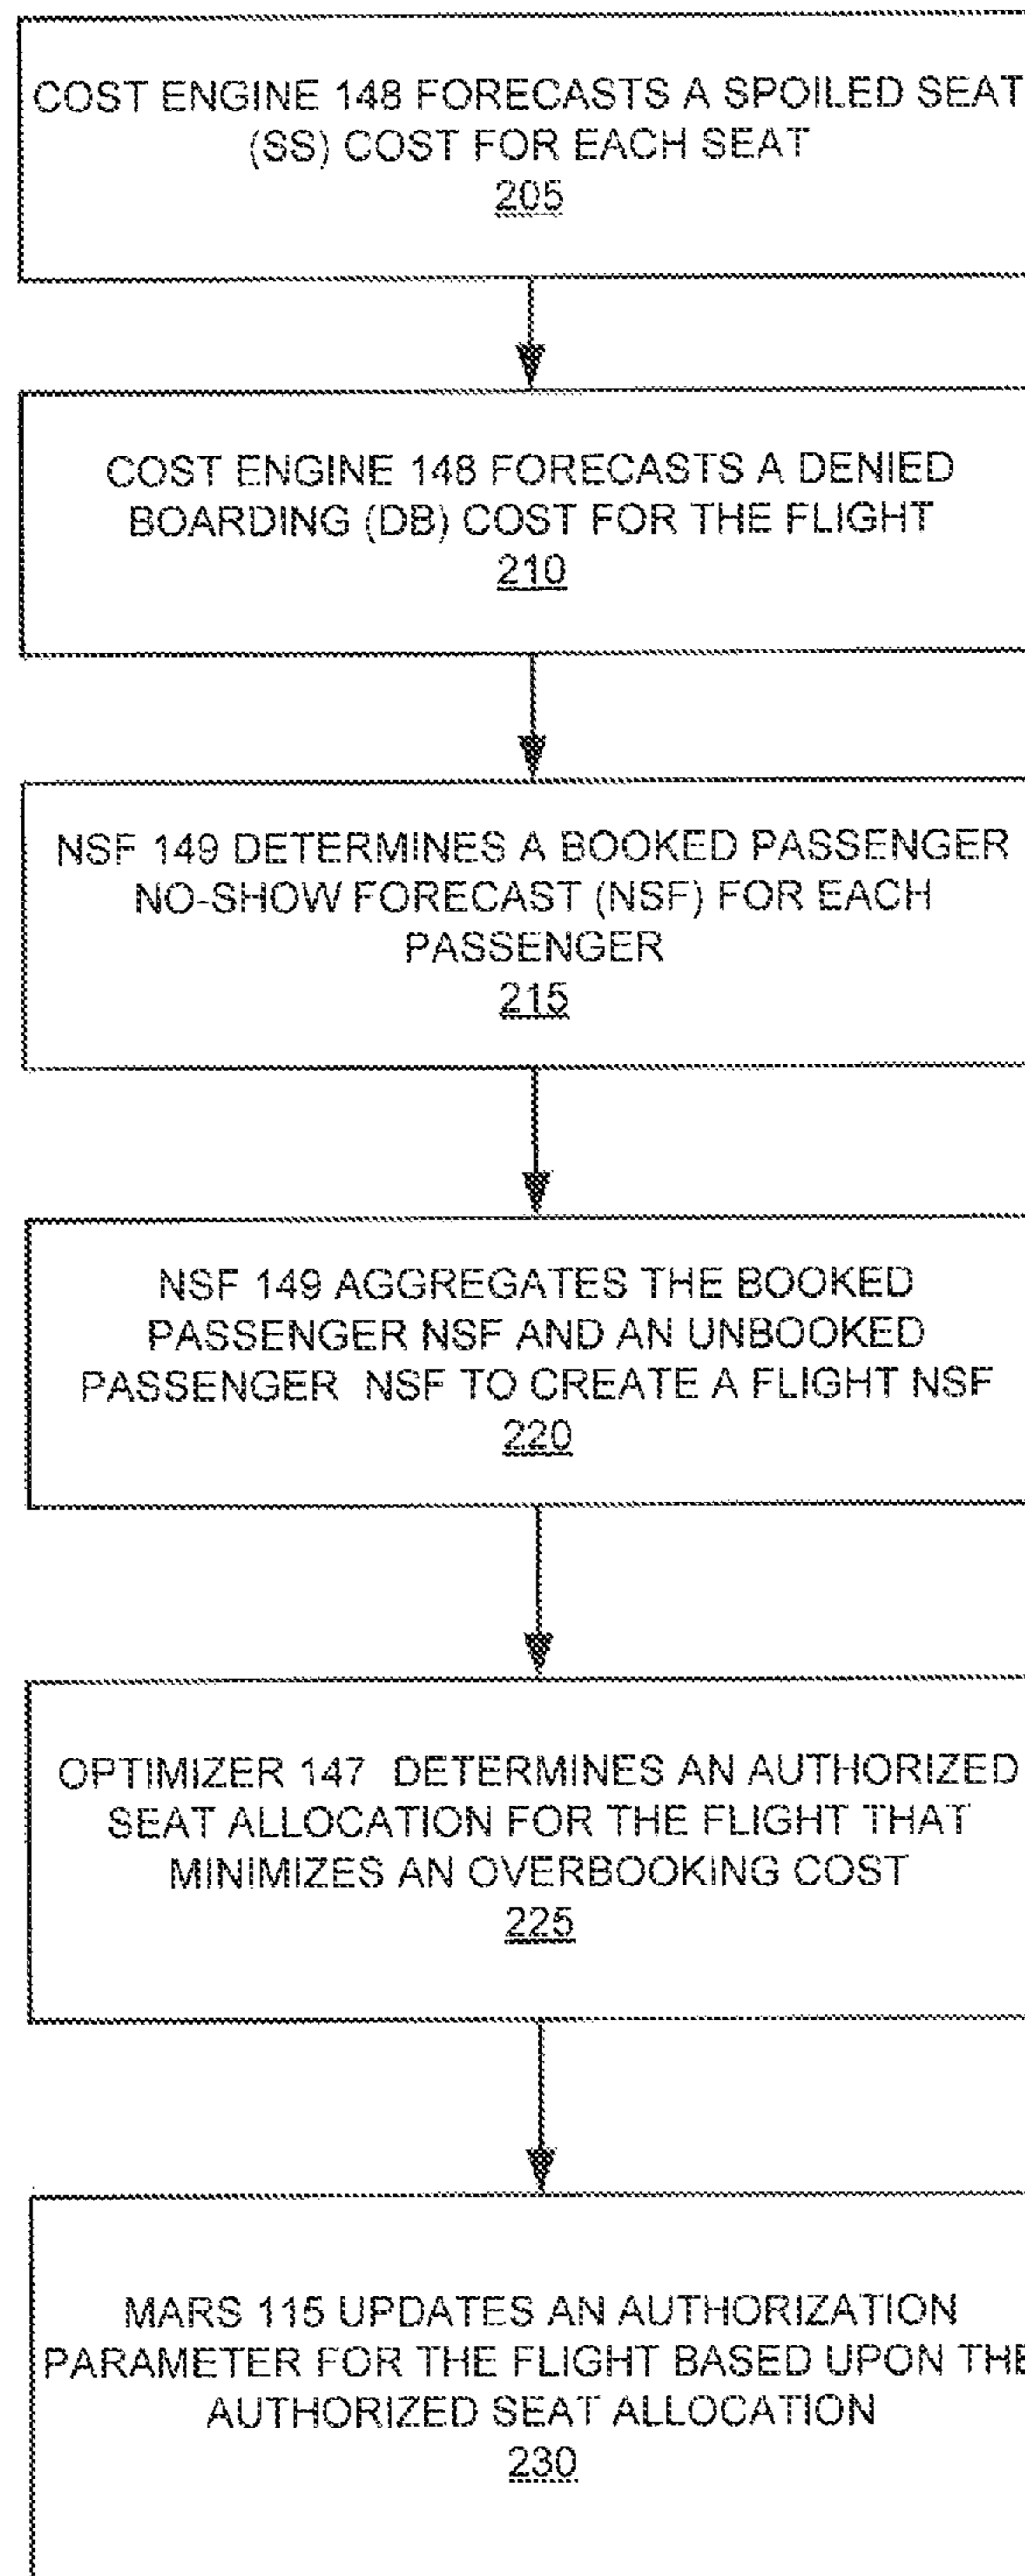 COST ENGINE 148 FORECASTS A SPOILED SEAT
(SS) COST FOR EACH SEAT
205
COST ENGINE 148 FORECASTS A DENIED
BOARDING (DB) COST FOR THE FLIGHT
210
NSF 149 DETERMINES A BOOKED PASSENGER
NO-SHOW FORECAST (NSF) FOR EACH
PASSENGER
215
NSF 149 AGGREGATES THE BOOKED
PASSENGER NSF AND AN UNBOOKED
PASSENGER NSF TO CREATE A FLIGHT NSF
220
OPTIMIZER 147 DETERMINES AN AUTHORIZED
SEAT ALLOCATION FOR THE FLIGHT THAT
MINIMIZES AN OVERBOOKING COST
225
MARS 115 UPDATES AN AUTHORIZATION
PARAMETER FOR THE FLIGHT BASED UPON THE
AUTHORIZED SEAT ALLOCATION
230